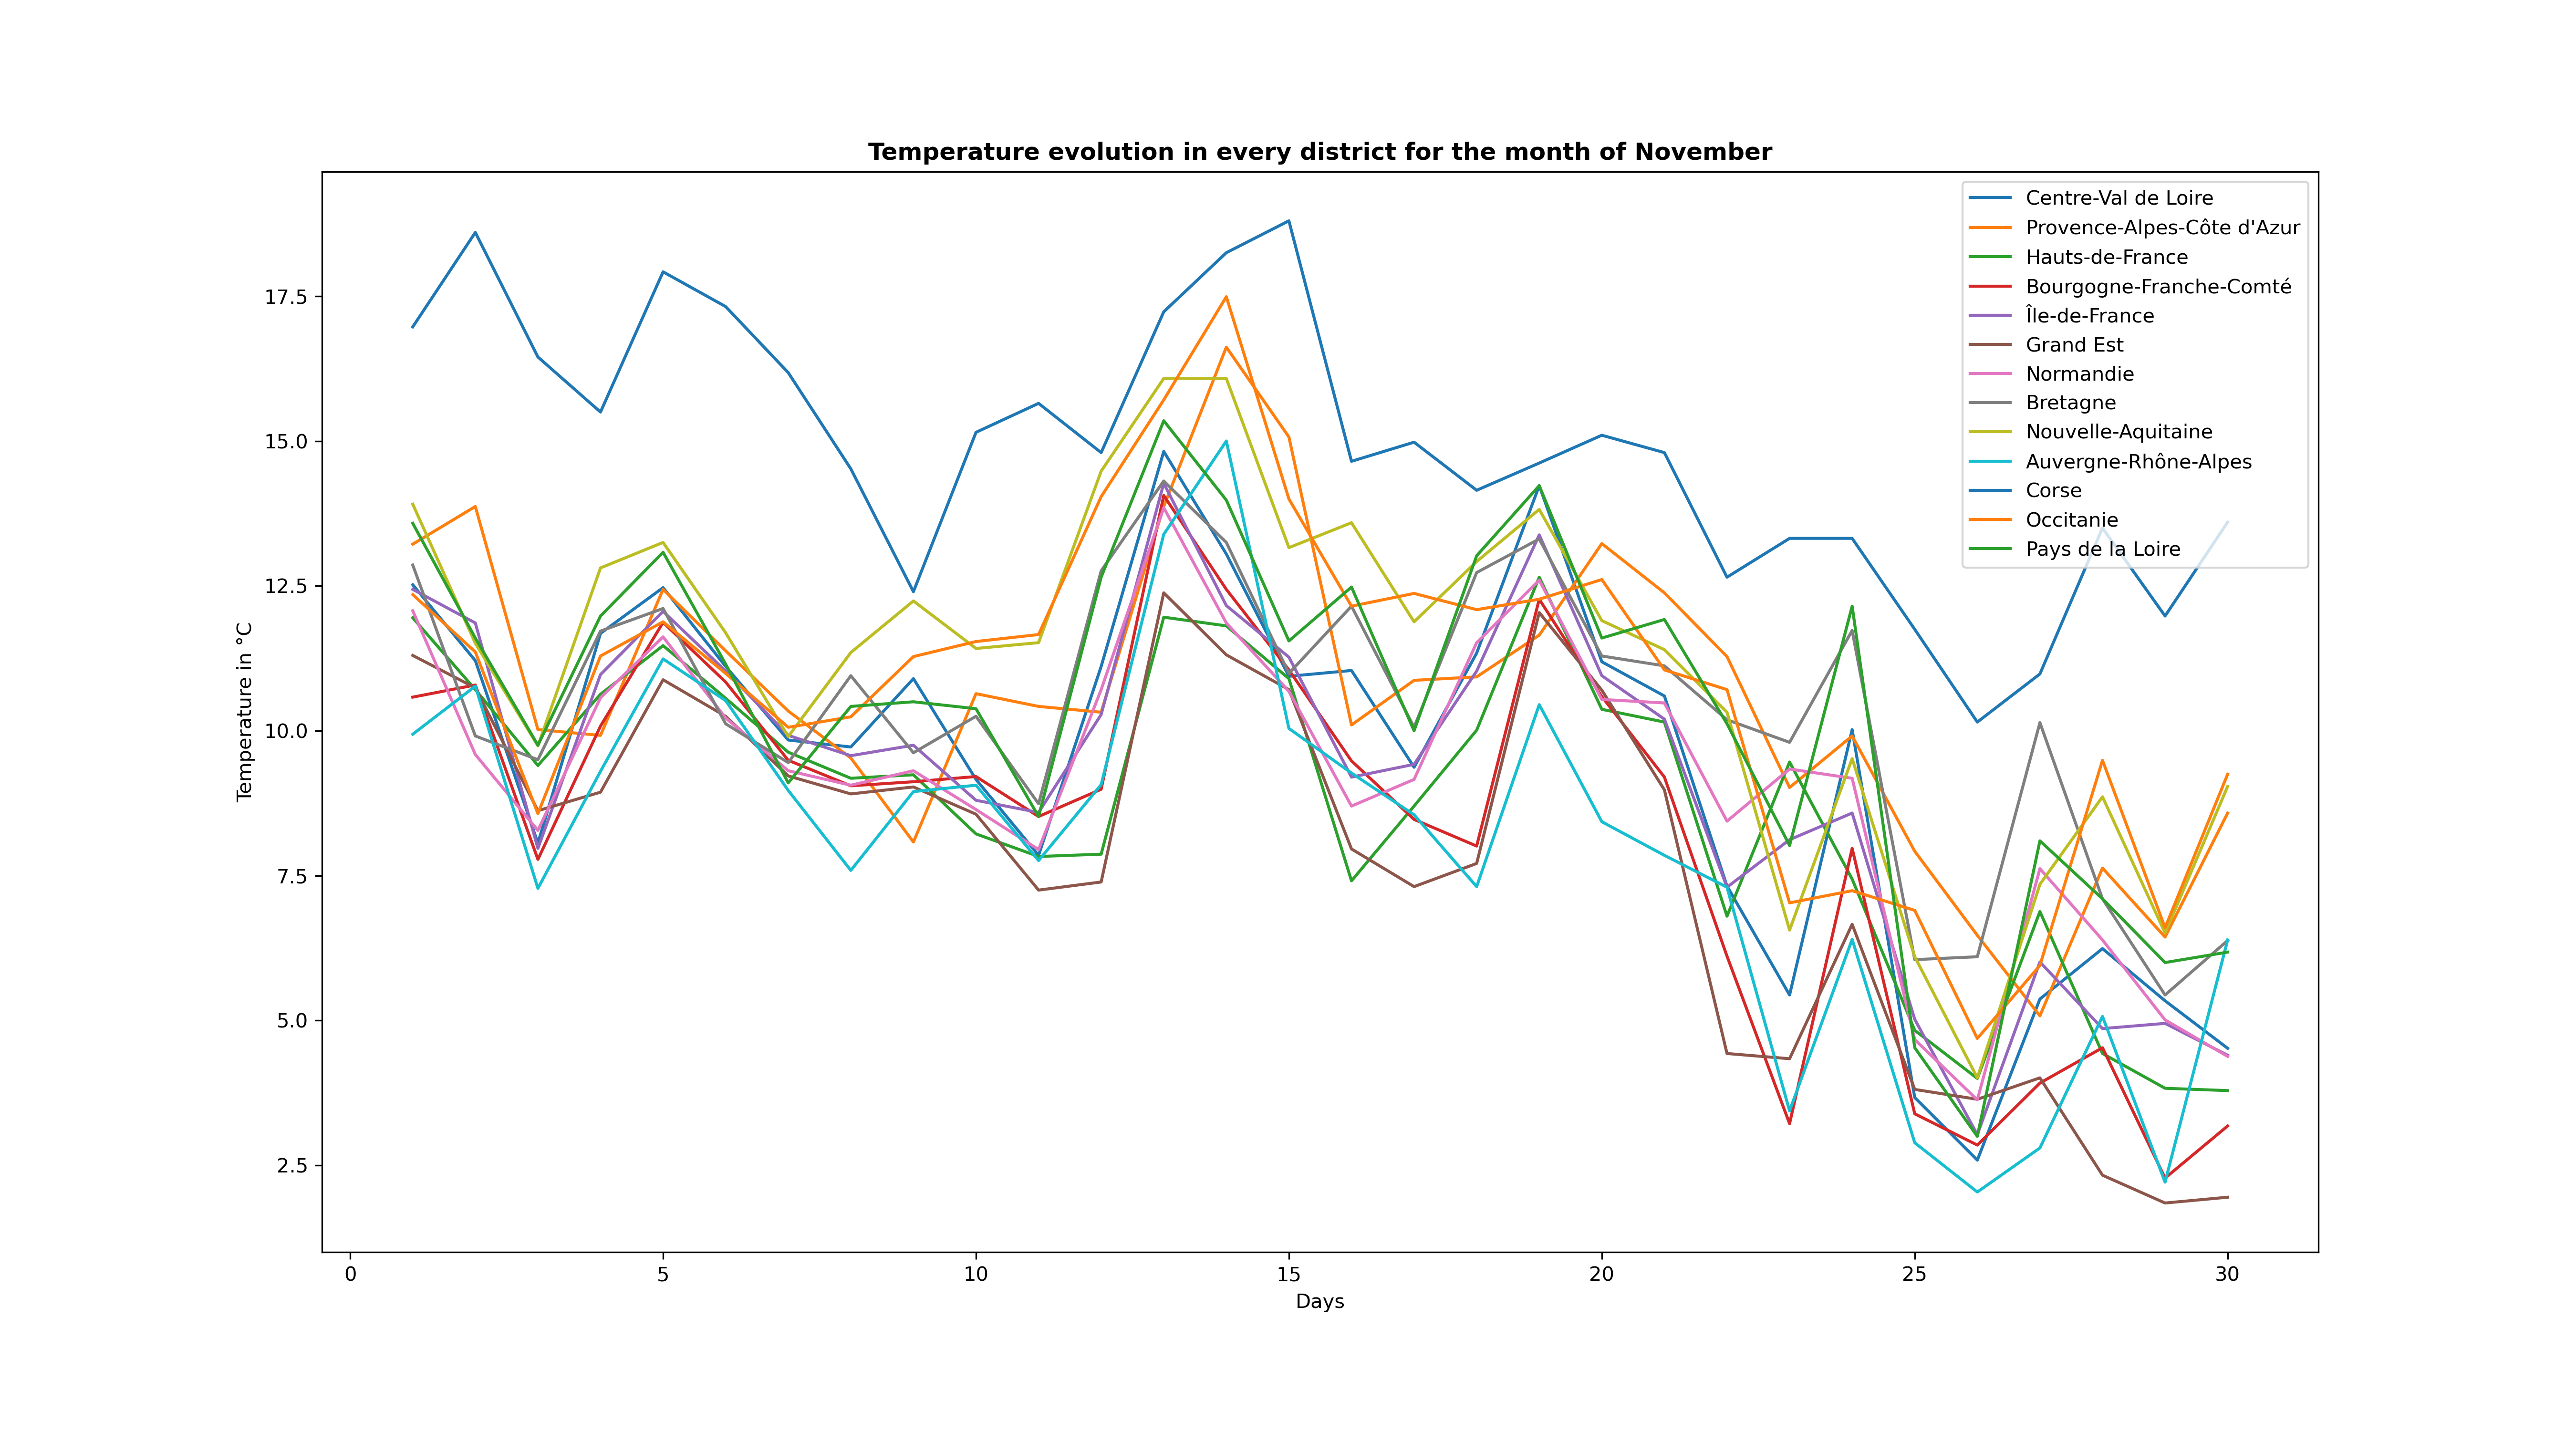 Temperature evolution in every district for the month of November
Centre-Val de Loire
Provence-Alpes-Côte d'Azur
Hauts-de-France
Bourgogne-Franche-Comté
Île-de-France
Grand Est
Normandie
Bretagne
Nouvelle-Aquitaine
Auvergne-Rhône-Alpes
Corse
Occitanie
Pays de la Loire
Temperature in °C
17.5
15.0
12.5
10.0
7.5
5.0
2.5
0 5 10 15 20 25 30
Days